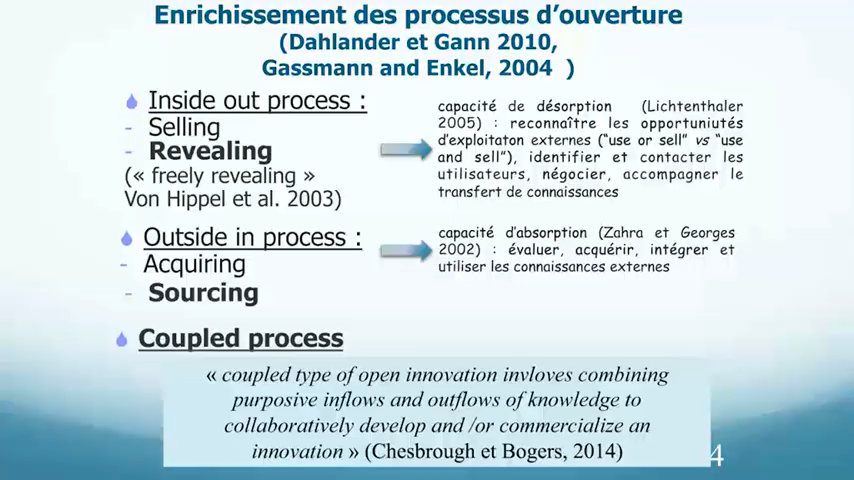 Enrichissement des processus d'ouverture
(Dahlander et Gann 2010,
Gassmann and Enkel, 2004 )
Inside out process :
- Selling
- Revealing
(« freely revealing »
Von Hippel et al. 2003)
capacité de désorption (Lichtenthaler
2005) : reconnaître les opportuniutés
d'exploitaton externes ("use or sell" vs "use
and sell"), identifier et contacter les
utilisateurs, négocier, accompagner le
transfert de connaissances
Outside in process :
- Acquiring
- Sourcing
capacité d'absorption (Zahra et Georges
2002) : évaluer, acquérir, intégrer et
utiliser les connaissances externes
Coupled process
« coupled type of open innovation invloves combining
purposive inflows and outflows of knowledge to
collaboratively develop and /or commercialize an
innovation » (Chesbrough et Bogers, 2014)
4